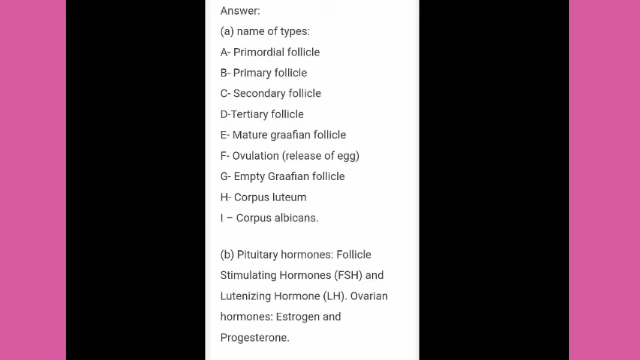 Answer:
(a) name of types:
A- Primordial follicle
B- Primary follicle
C- Secondary follicle
D-Tertiary follicle
E- Mature graafian follicle
F- Ovulation (release of egg)
G- Empty Graafian follicle
H- Corpus luteum
I – Corpus albicans.
(b) Pituitary hormones: Follicle
Stimulating Hormones (FSH) and
Lutenizing Hormone (LH). Ovarian
hormones: Estrogen and
Progesterone.